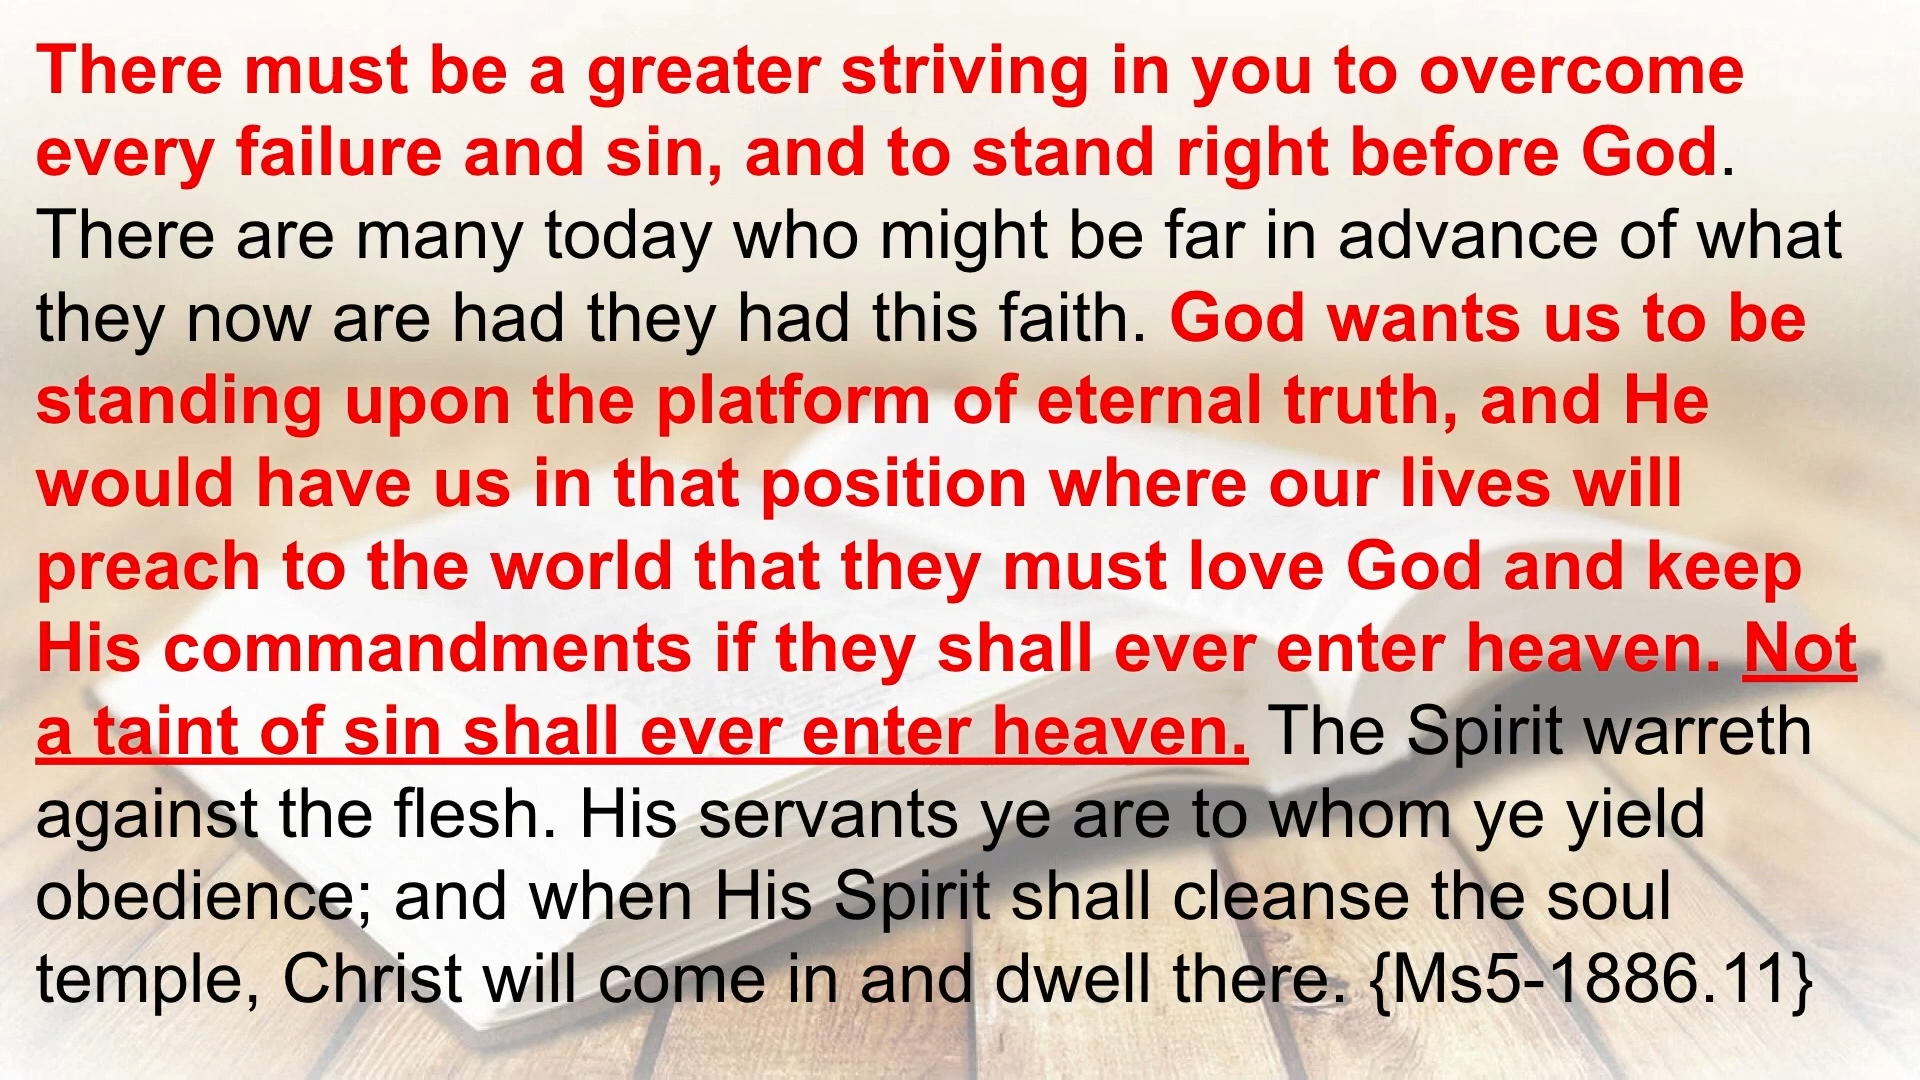 There must be a greater striving in you to overcome
every failure and sin, and to stand right before God.
There are many today who might be far in advance of what
they now are had they had this faith. God wants us to be
standing upon the platform of eternal truth, and He
would have us in that position where our lives will
preach to the world that they must love God and keep
His commandments if they shall ever enter heaven. Not
a taint of sin shall ever enter heaven. The Spirit warreth
against the flesh. His servants ye are to whom ye yield
obedience; and when His Spirit shall cleanse the soul
temple, Christ will come in and dwell there. {Ms5-1886.11}